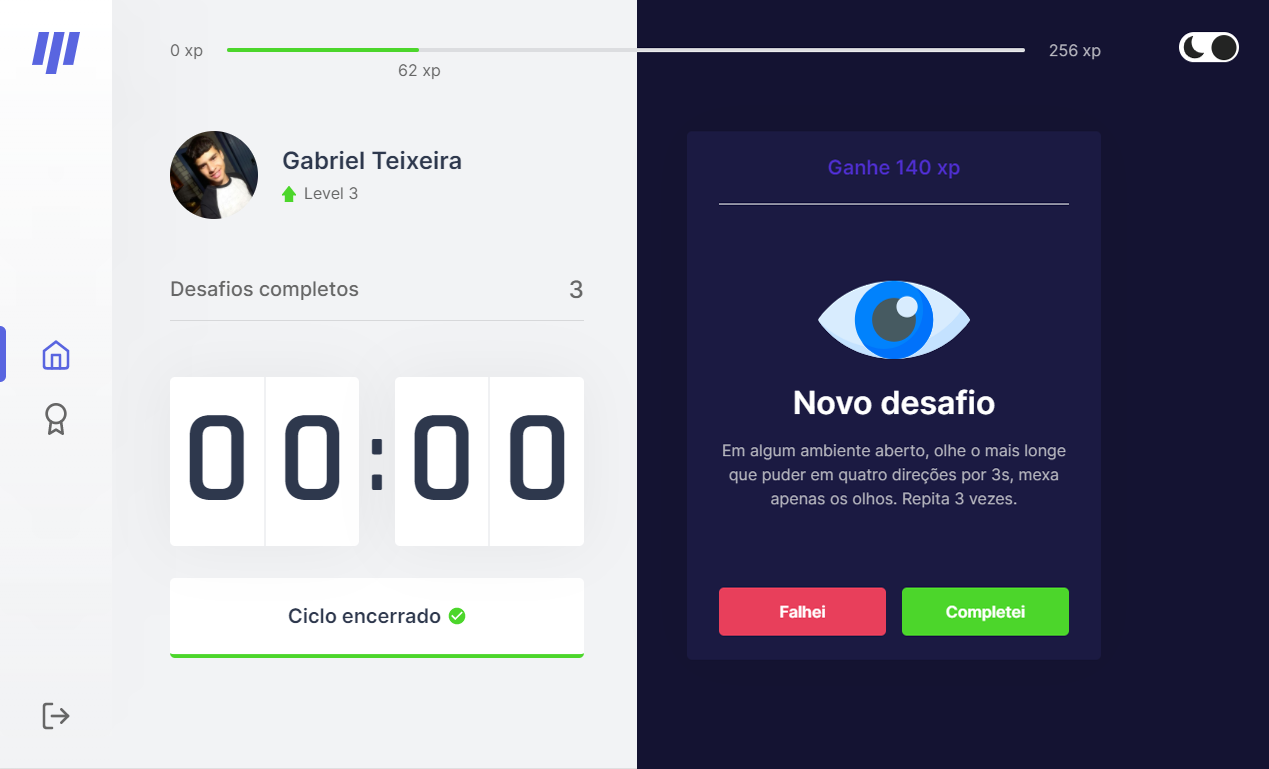 0 xp
62 xp
256 xp
Gabriel Teixeira
Level 3
Desafios completos
3
00:00
Ciclo encerrado
Ganhe 140 xp
Novo desafio
Em algum ambiente aberto, olhe o mais longe
que puder em quatro direções por 3s, mexa
apenas os olhos. Repita 3 vezes.
Falhei
Completei